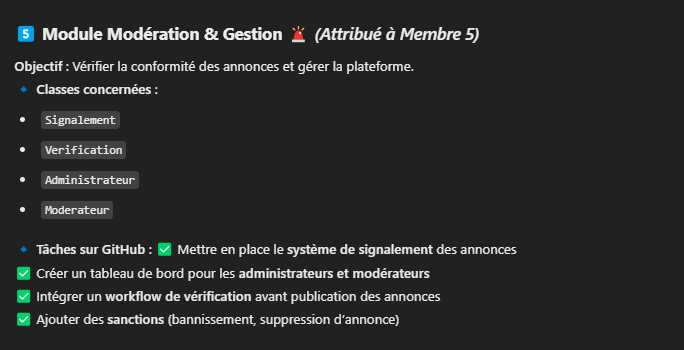 5️⃣ Module Modération & Gestion 🚨 (Attribué à Membre 5)
Objectif : Vérifier la conformité des annonces et gérer la plateforme.
🔹 Classes concernées :
• Signalement
• Verification
• Administrateur
• Moderateur
🔹 Tâches sur GitHub : ✅ Mettre en place le système de signalement des annonces
✅ Créer un tableau de bord pour les administrateurs et modérateurs
✅ Intégrer un workflow de vérification avant publication des annonces
✅ Ajouter des sanctions (bannissement, suppression d’annonce)